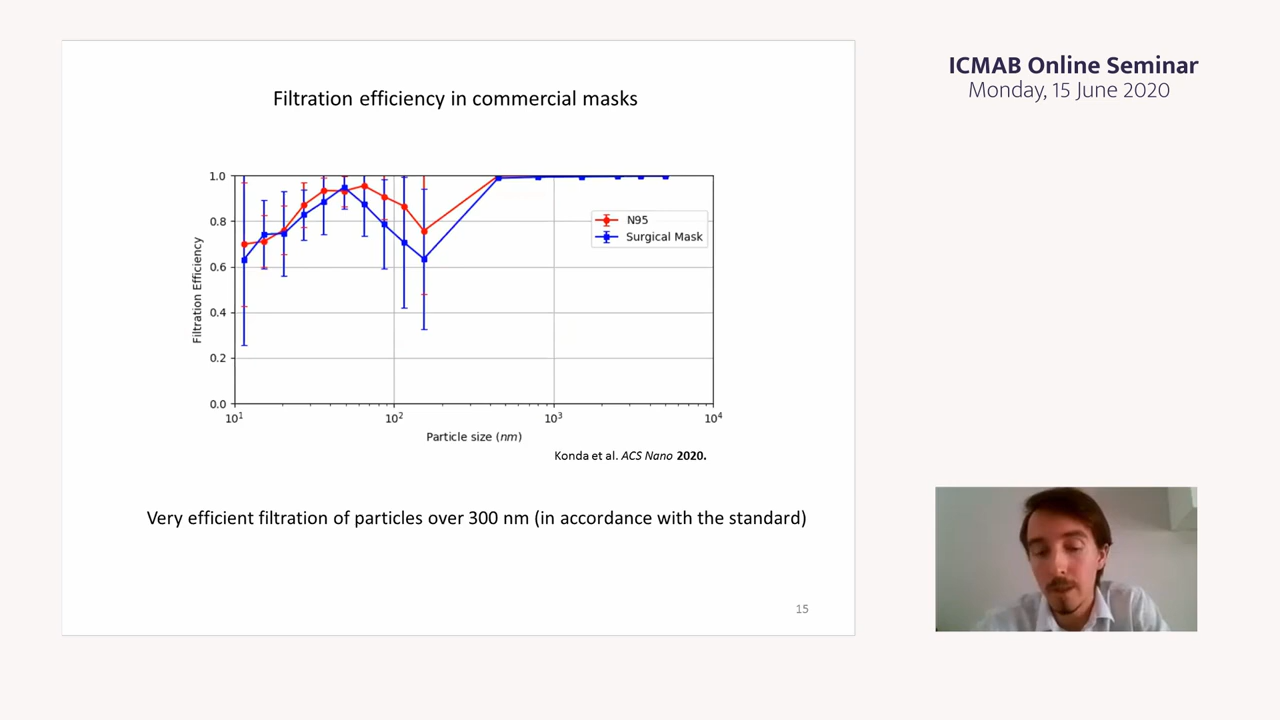 ICMAB Online Seminar
Monday, 15 June 2020
Filtration efficiency in commercial masks
1.0
0.8
0.6
0.4
0.2
0.0
Filtration Efficiency
N95
Surgical Mask
10¹
10²
10³
10⁴
Particle size (nm)
Konda et al. ACS Nano 2020.
Very efficient filtration of particles over 300 nm (in accordance with the standard)
15